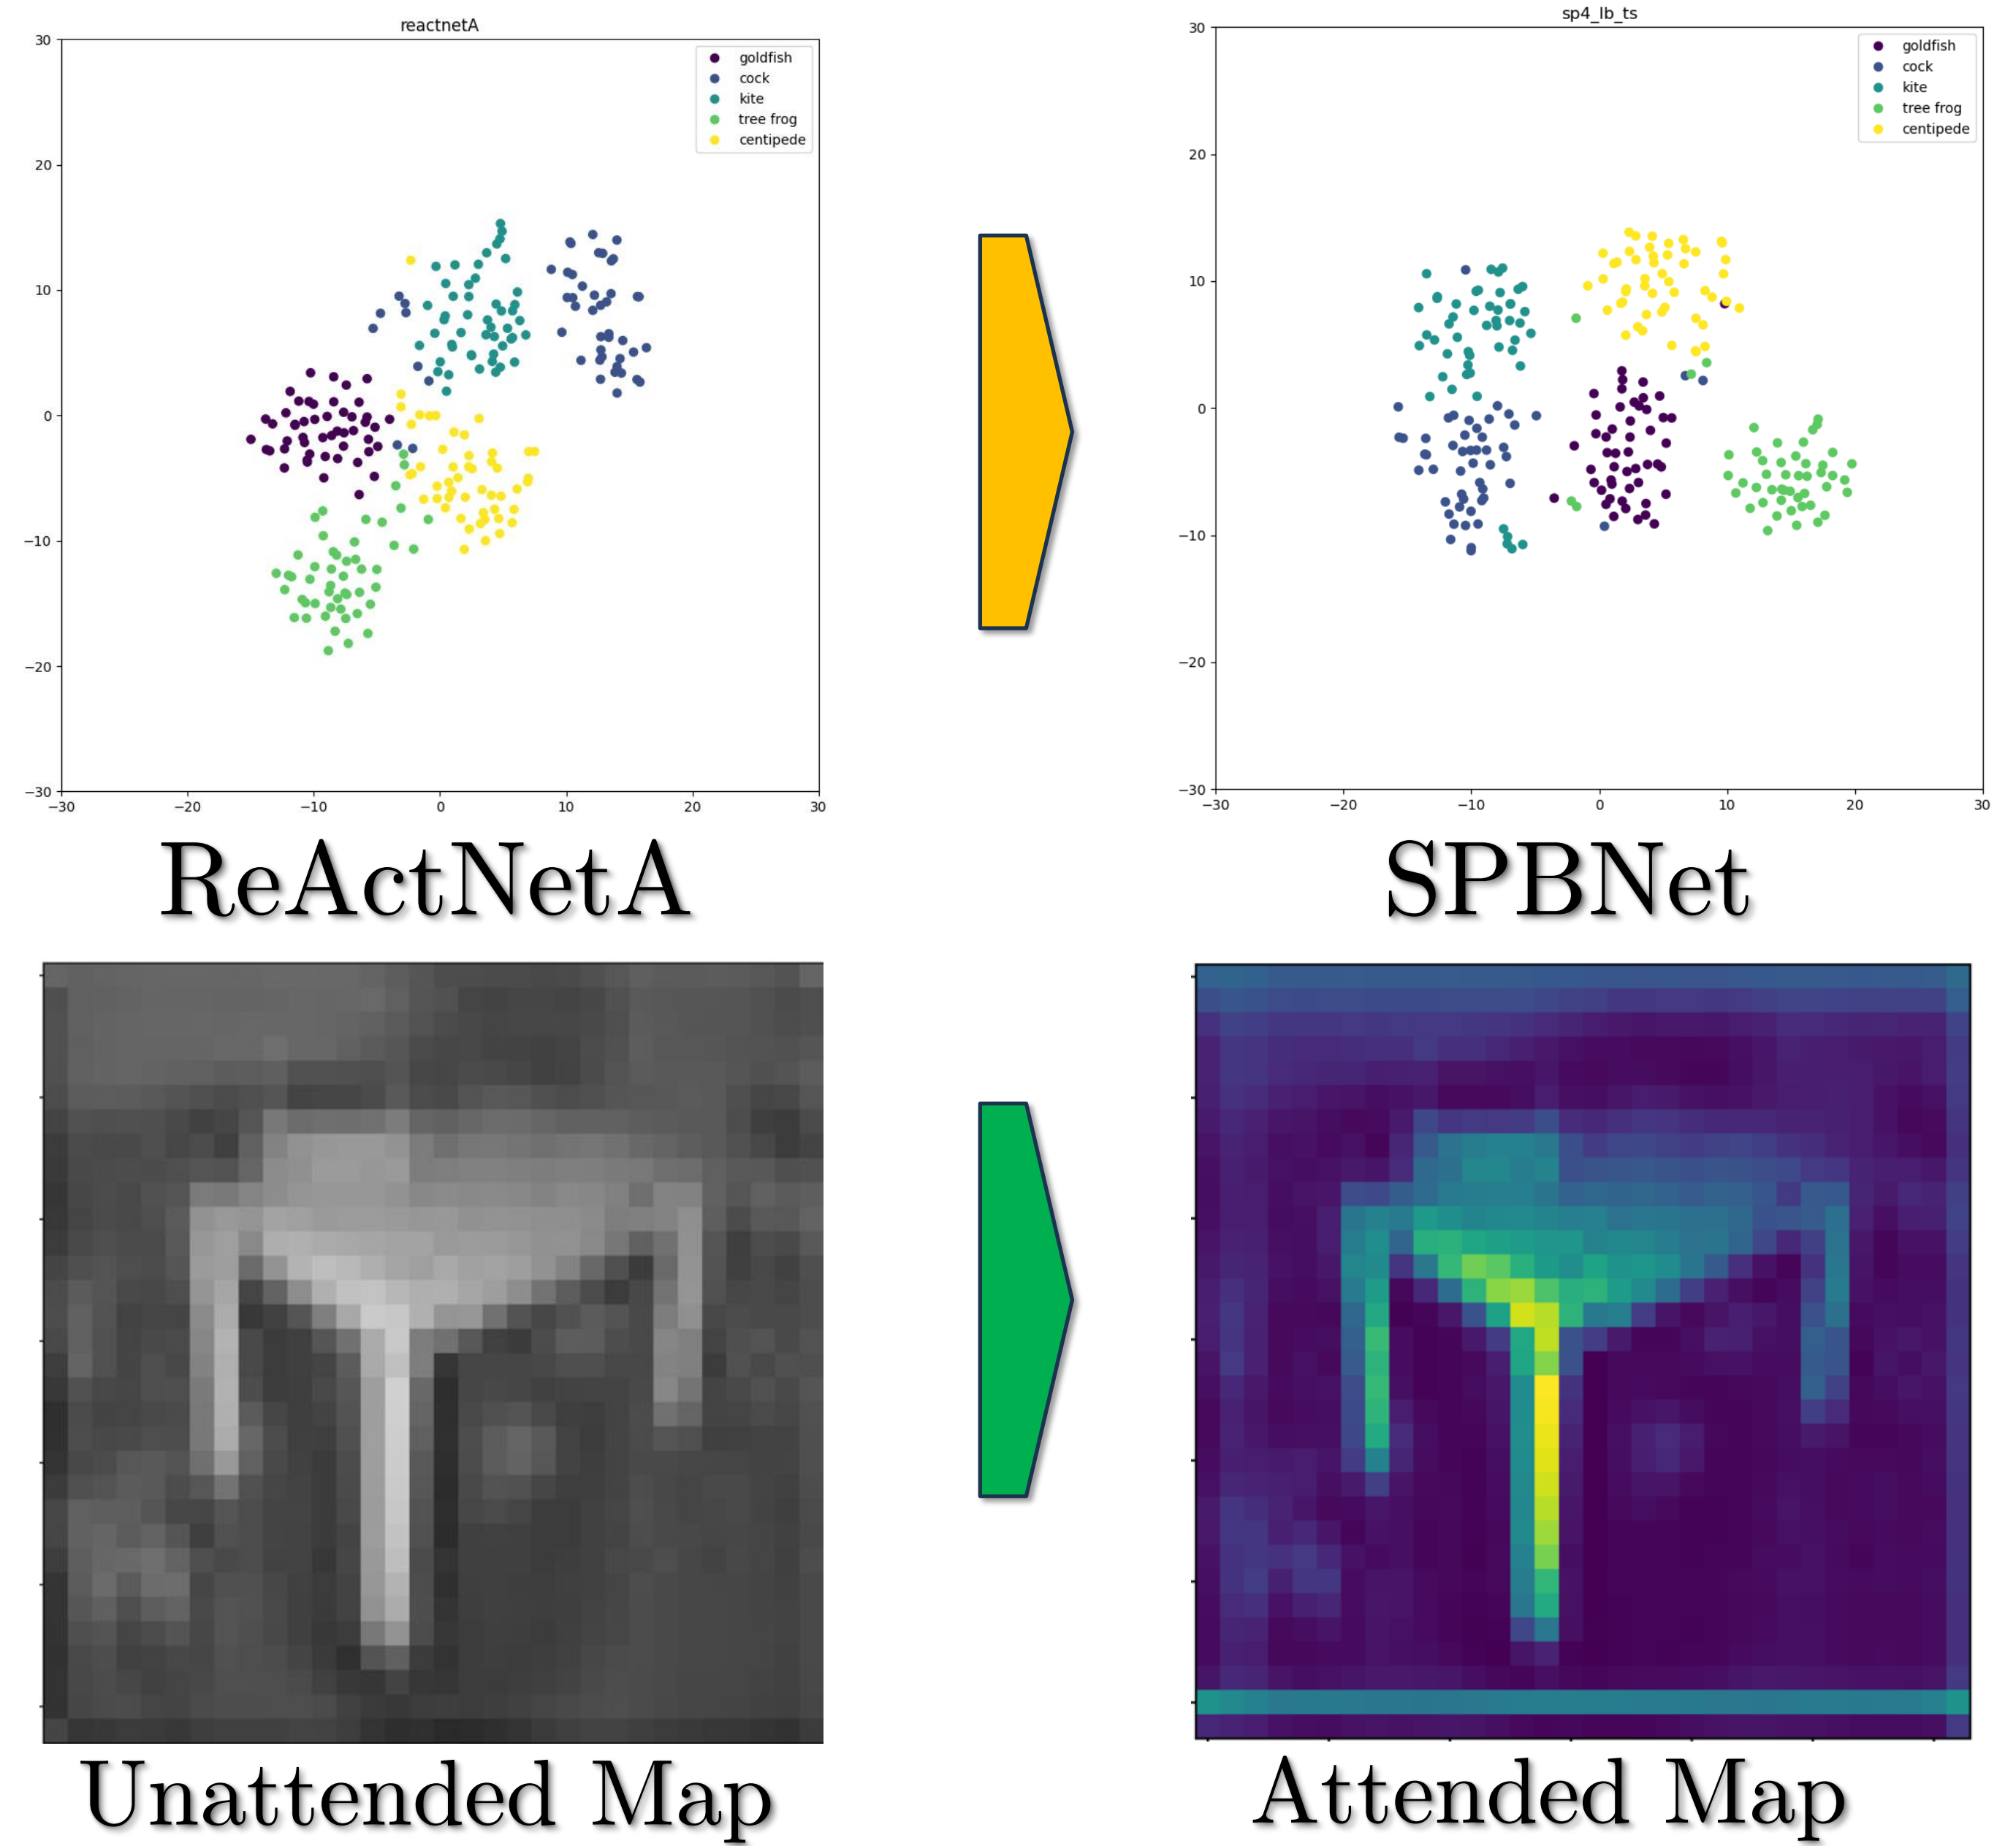 reactnetA
30
20
10
0
−10
−20
−30
−30 −20 −10 0 10 20 30
goldfish
cock
kite
tree frog
centipede
ReActNetA
sp4_lb_ts
30
20
10
0
−10
−20
−30
−30 −20 −10 0 10 20 30
goldfish
cock
kite
tree frog
centipede
SPBNet
Unattended Map
Attended Map